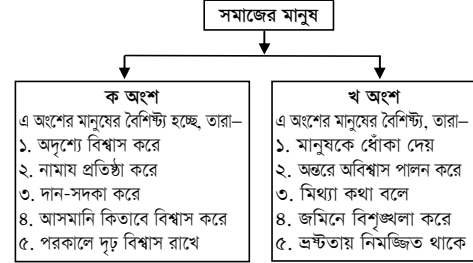 সমাজের মানুষ
ক অংশ
এ অংশের মানুষের বৈশিষ্ট্য হচ্ছে, তারা–
১. অদৃশ্যে বিশ্বাস করে
২. নামায প্রতিষ্ঠা করে
৩. দান-সদকা করে
৪. আসমানি কিতাবে বিশ্বাস করে
৫. পরকালে দৃঢ় বিশ্বাস রাখে
খ অংশ
এ অংশের মানুষের বৈশিষ্ট্য, তারা–
১. মানুষকে ধোঁকা দেয়
২. অন্তরে অবিশ্বাস পালন করে
৩. মিথ্যা কথা বলে
৪. জমিনে বিশৃঙ্খলা করে
৫. ভ্রষ্টতায় নিমজ্জিত থাকে